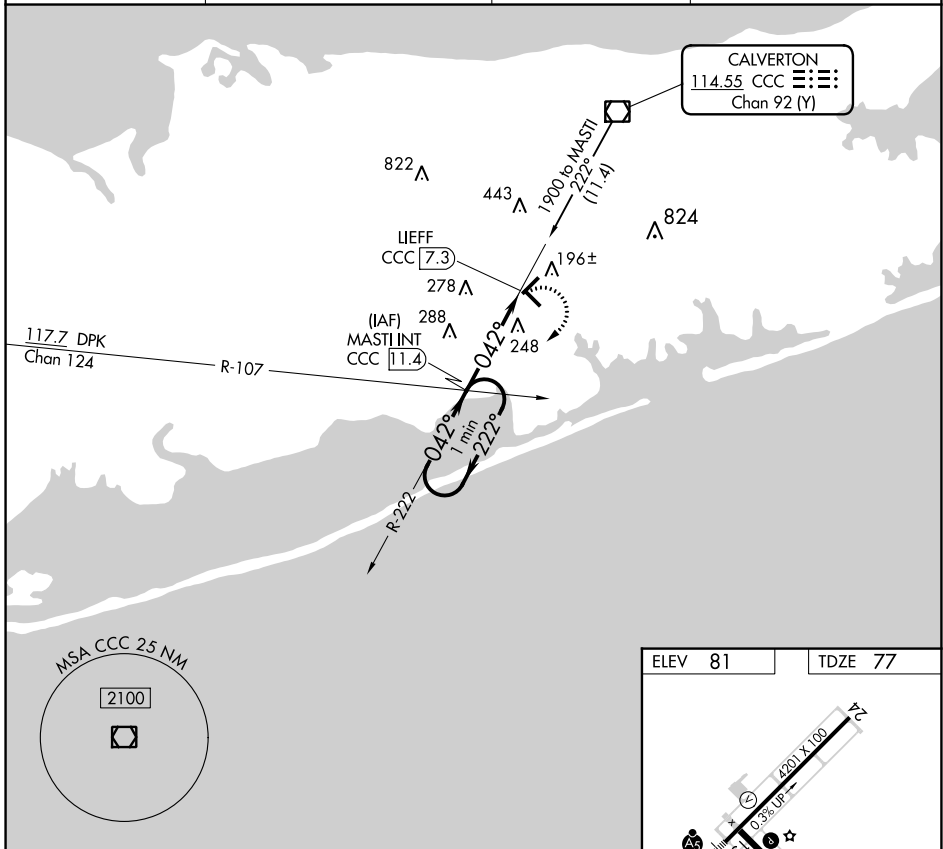 CALVERTON
114.55 CCC
Chan 92 (Y)
1900 to MASTI
222°
(11.4)
822
443
824
LIEFF
CCC 7.3
196±
278
(IAF)
MASTI INT
CCC 11.4
288
248
042°
117.7 DPK
Chan 124
R-107
042°
1 min
222°
R-222
MSA CCC 25 NM
2100
ELEV 81
TDZE 77
24
4201 X 100
0.3% UP
V
A5
P